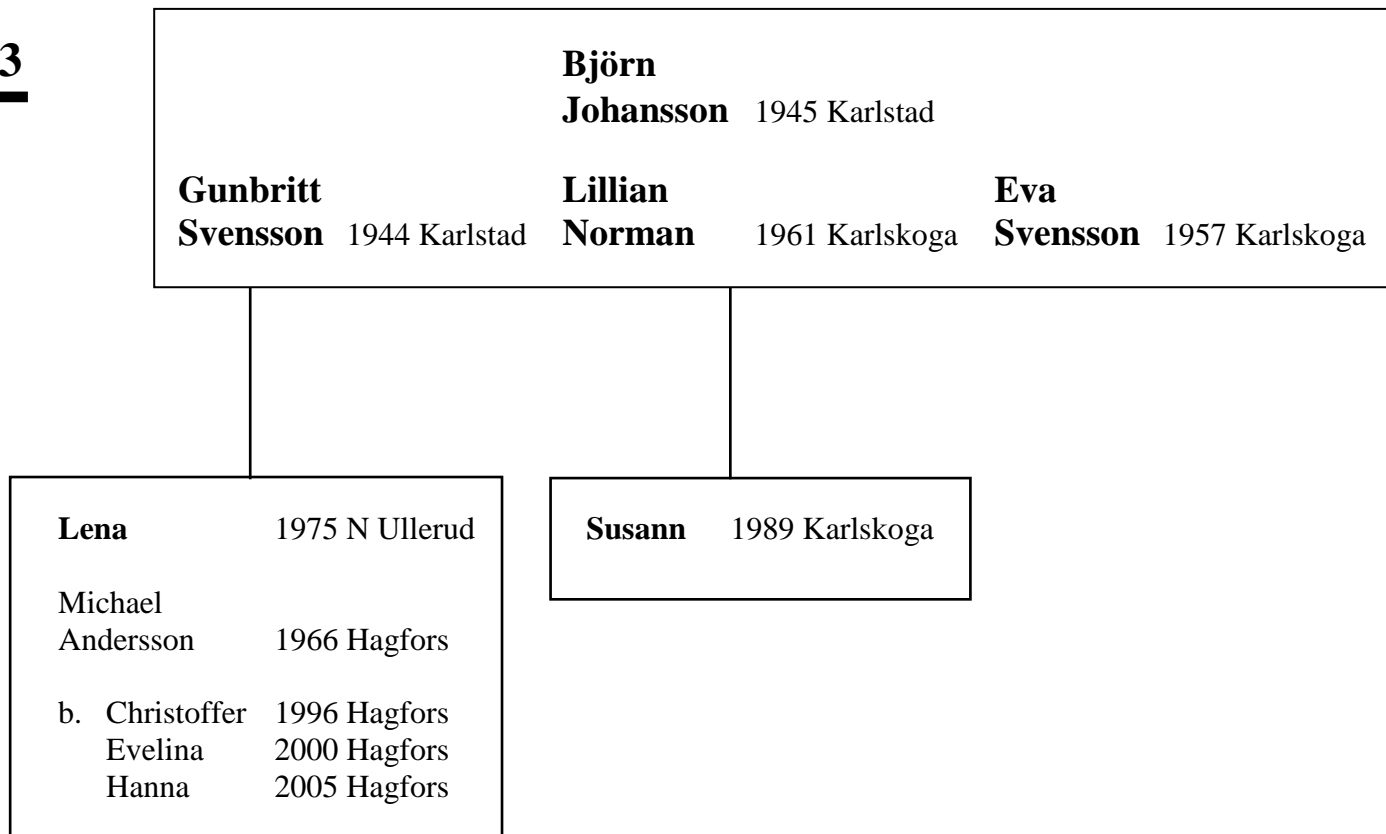 3
Björn
Johansson 1945 Karlstad
Gunbritt Lillian Eva
Svensson 1944 Karlstad Norman 1961 Karlskoga Svensson 1957 Karlskoga
Lena 1975 N Ullerud
Michael
Andersson 1966 Hagfors
b. Christoffer 1996 Hagfors
Evelina 2000 Hagfors
Hanna 2005 Hagfors
Susann 1989 Karlskoga